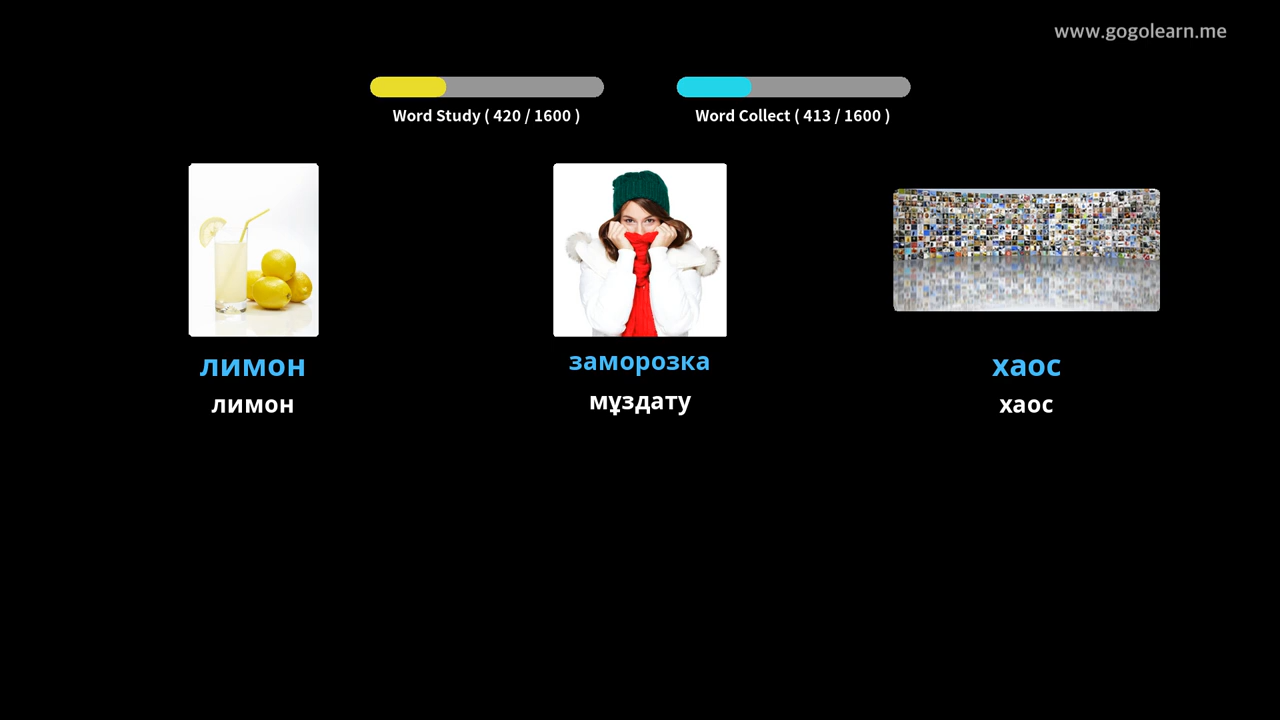 www.gogolearn.me
Word Study ( 420 / 1600 )
Word Collect ( 413 / 1600 )
лимон
лимон
заморозка
мұздату
хаос
хаос